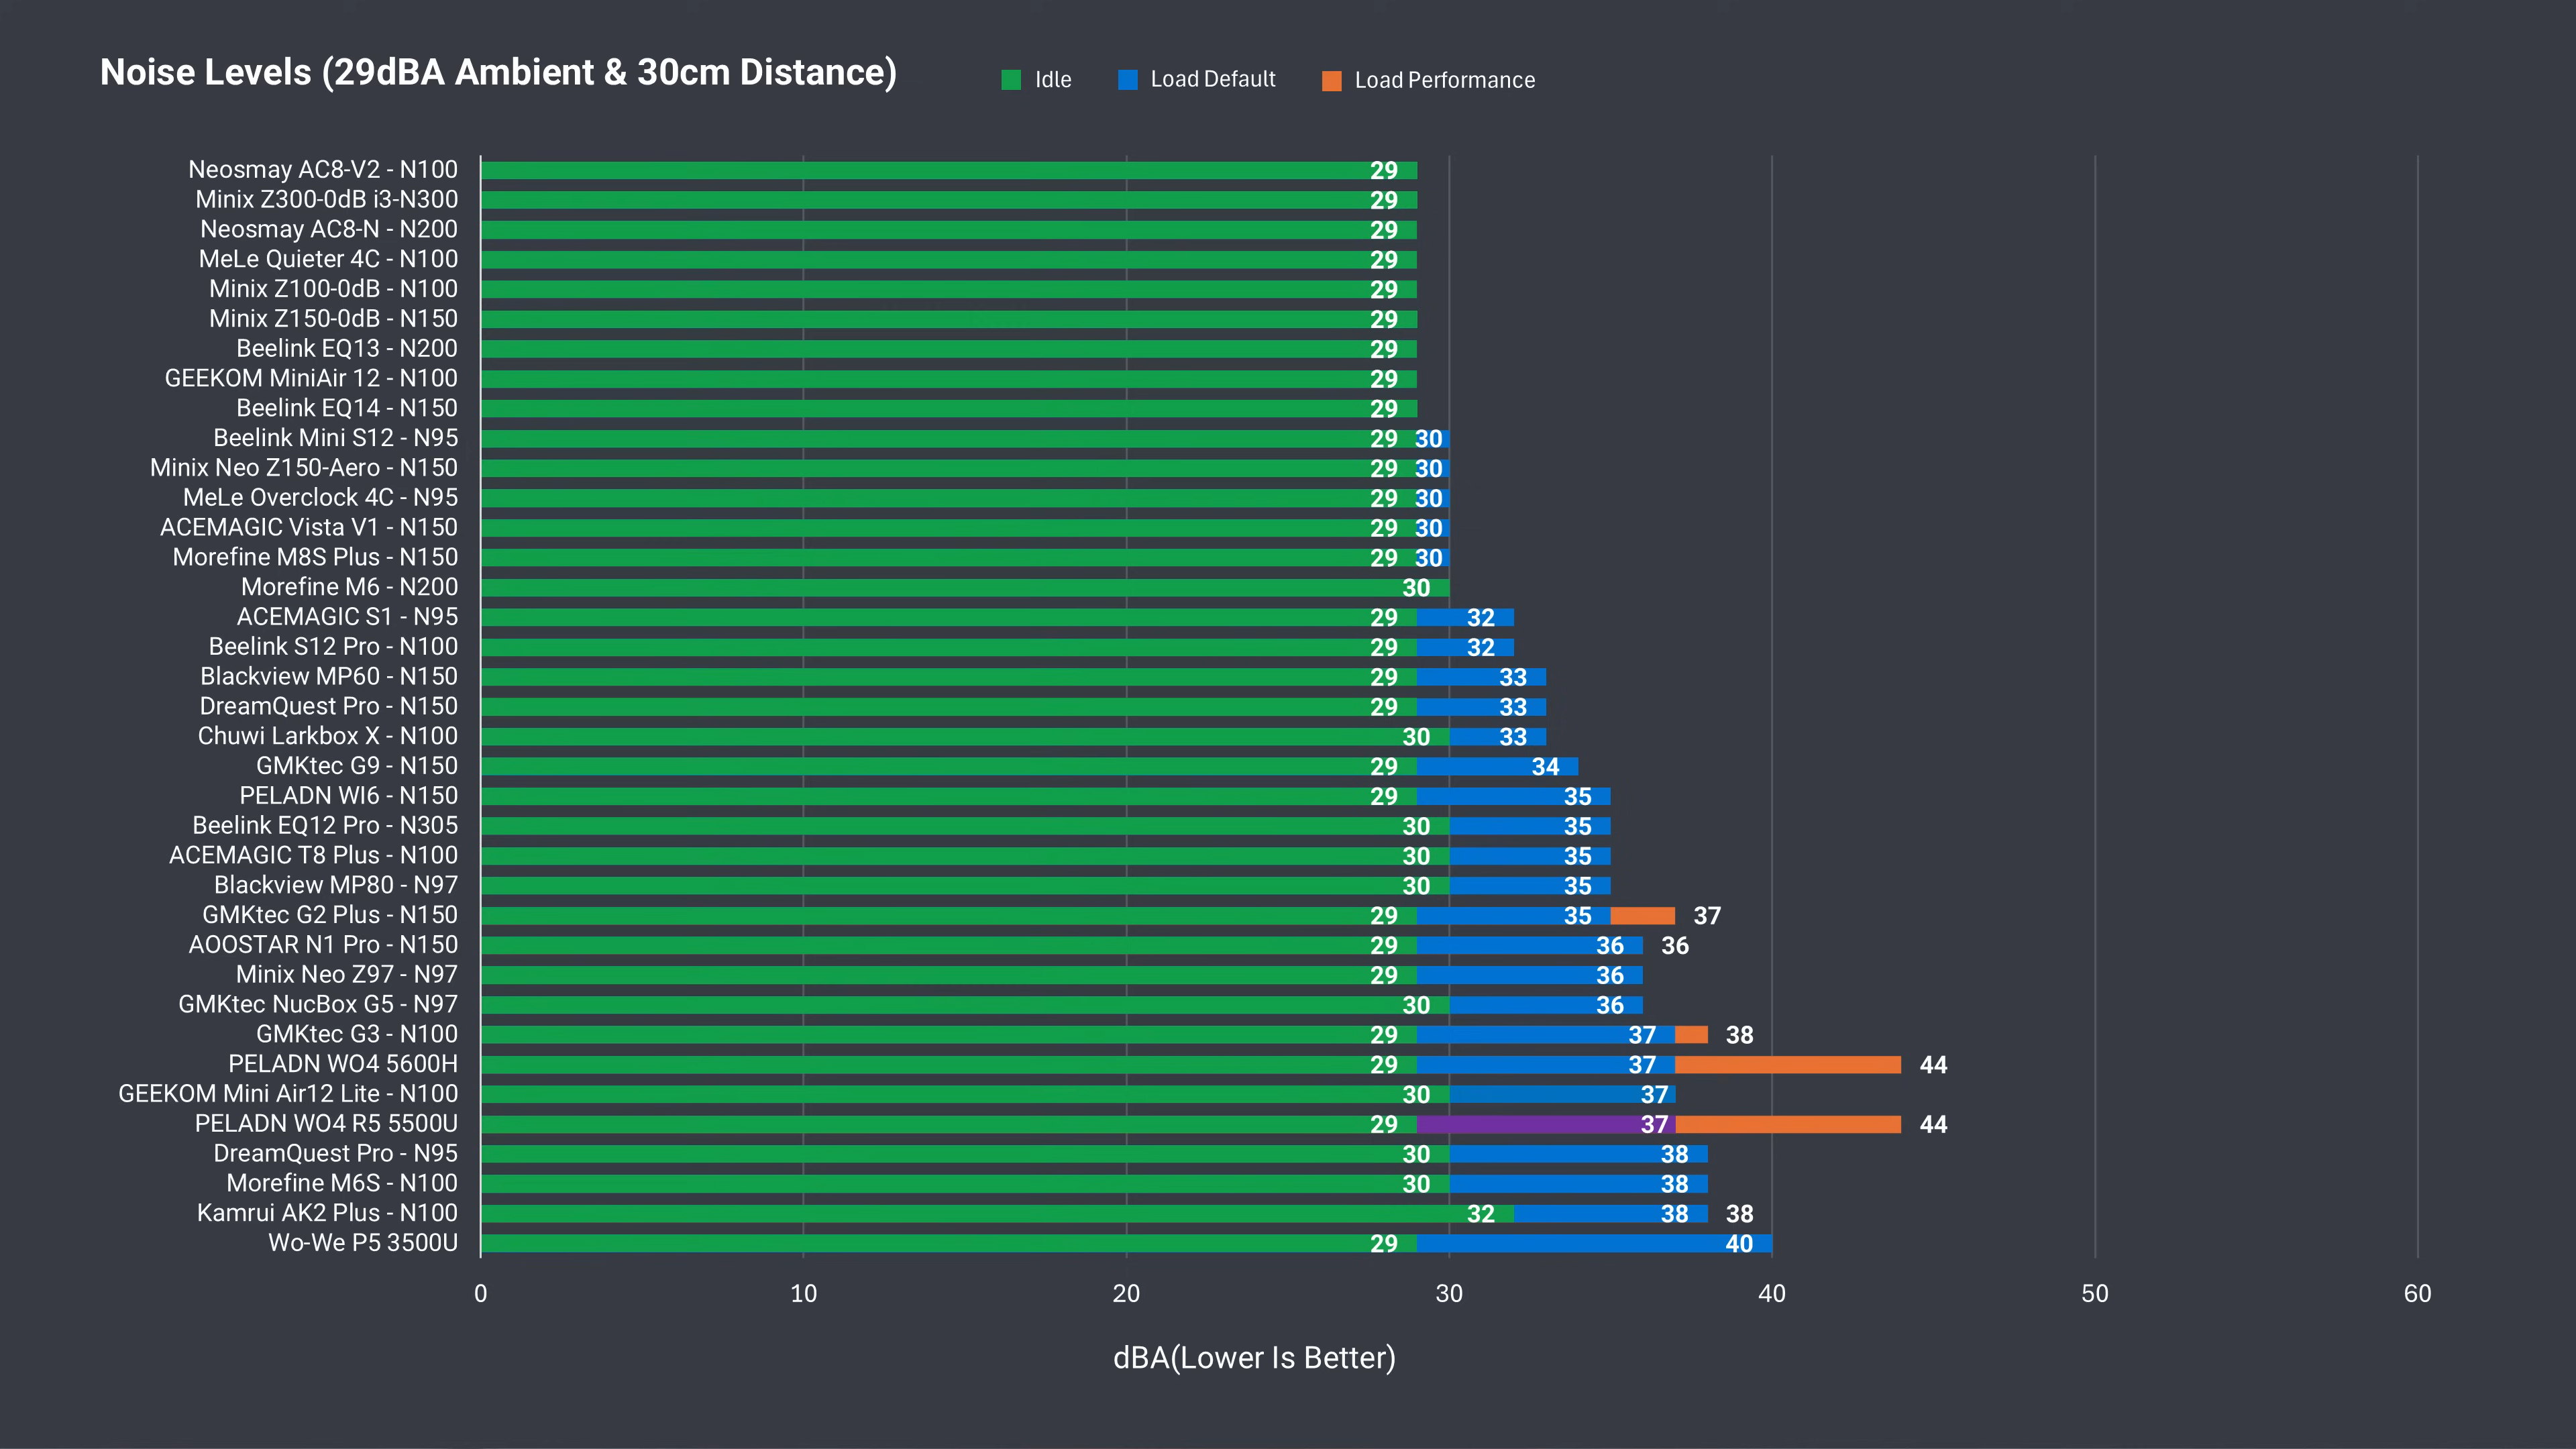 Noise Levels (29dBA Ambient & 30cm Distance)
Idle
Load Default
Load Performance
Neosmay AC8-V2 - N100 29
Minix Z300-0dB i3-N300 29
Neosmay AC8-N - N200 29
MeLe Quieter 4C - N100 29
Minix Z100-0dB - N100 29
Minix Z150-0dB - N150 29
Beelink EQ13 - N200 29
GEEKOM MiniAir 12 - N100 29
Beelink EQ14 - N150 29
Beelink Mini S12 - N95 29 30
Minix Neo Z150-Aero - N150 29 30
MeLe Overclock 4C - N95 29 30
ACEMAGIC Vista V1 - N150 29 30
Morefine M8S Plus - N150 29 30
Morefine M6 - N200 30
ACEMAGIC S1 - N95 29 32
Beelink S12 Pro - N100 29 32
Blackview MP60 - N150 29 33
DreamQuest Pro - N150 29 33
Chuwi Larkbox X - N100 30 33
GMKtec G9 - N150 29 34
PELADN WI6 - N150 29 35
Beelink EQ12 Pro - N305 30 35
ACEMAGIC T8 Plus - N100 30 35
Blackview MP80 - N97 30 35
GMKtec G2 Plus - N150 29 35 37
AOOSTAR N1 Pro - N150 29 36 36
Minix Neo Z97 - N97 29 36
GMKtec NucBox G5 - N97 30 36
GMKtec G3 - N100 29 37 38
PELADN WO4 5600H 29 37 44
GEEKOM Mini Air12 Lite - N100 30 37
PELADN WO4 R5 5500U 29 37 44
DreamQuest Pro - N95 30 38
Morefine M6S - N100 30 38
Kamrui AK2 Plus - N100 32 38 38
Wo-We P5 3500U 29 40
0 10 20 30 40 50 60
dBA(Lower Is Better)